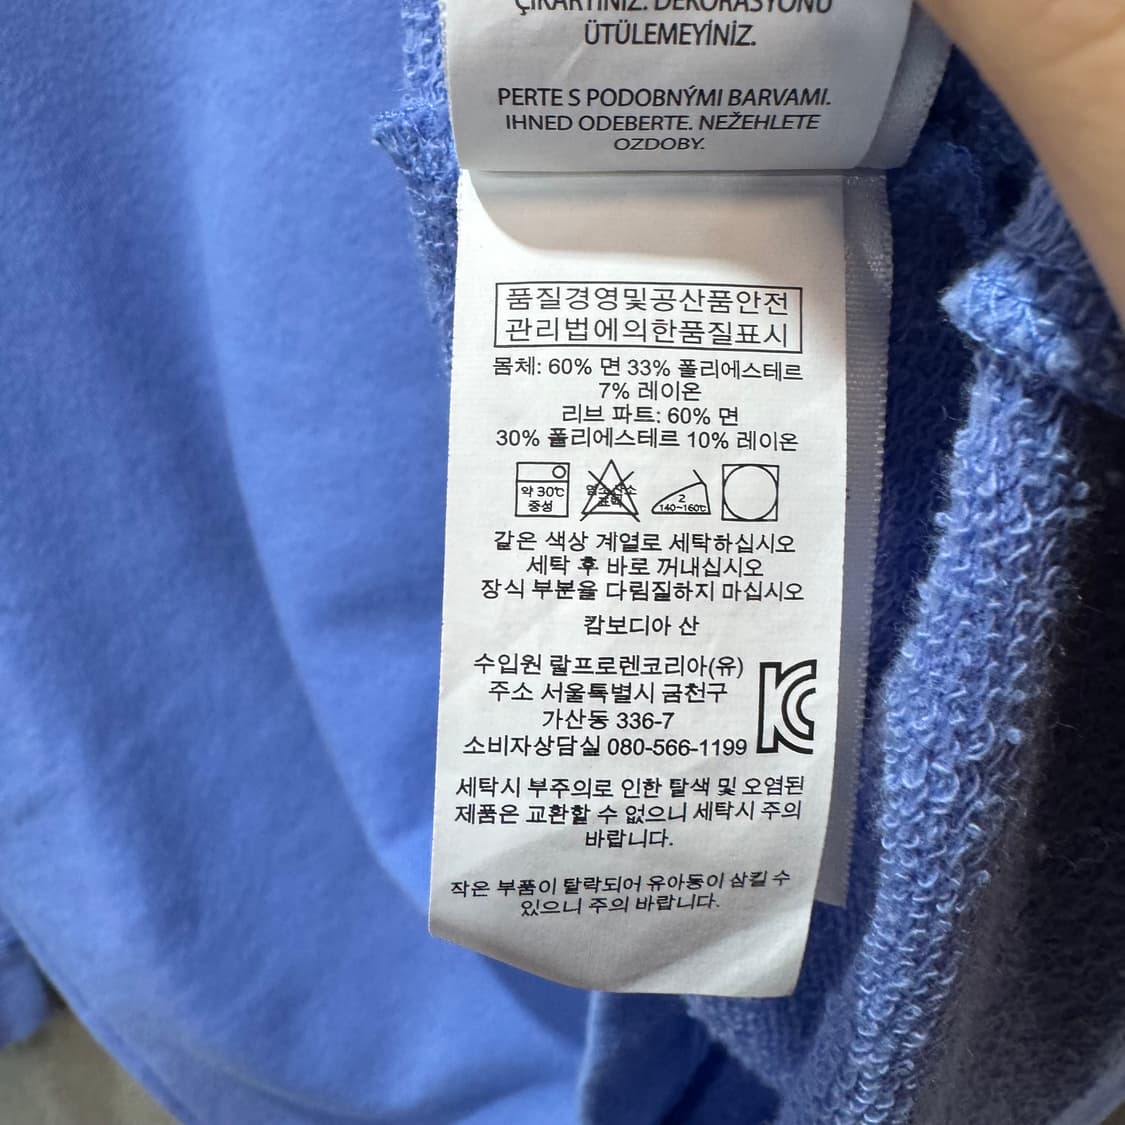 ÇIKARTINIZ. DEKORASYONU
ÜTÜLEMEYİNİZ.
PERTE S PODOBNÝMI BARVAMI.
IHNED ODEBERTE. NEŽEHLETE
OZDOBY.
품질경영및공산품안전
관리법에의한품질표시
몸체: 60% 면 33% 폴리에스테르
7% 레이온
리브 파트: 60% 면
30% 폴리에스테르 10% 레이온
약 30℃
중성
염소산소
표백
2
140~160℃
같은 색상 계열로 세탁하십시오
세탁 후 바로 꺼내십시오
장식 부분을 다림질하지 마십시오
캄보디아 산
수입원 랄프로렌코리아(유)
주소 서울특별시 금천구
가산동 336-7
소비자상담실 080-566-1199
세탁시 부주의로 인한 탈색 및 오염된
제품은 교환할 수 없으니 세탁시 주의
바랍니다.
작은 부품이 탈락되어 유아동이 삼킬 수
있으니 주의 바랍니다.